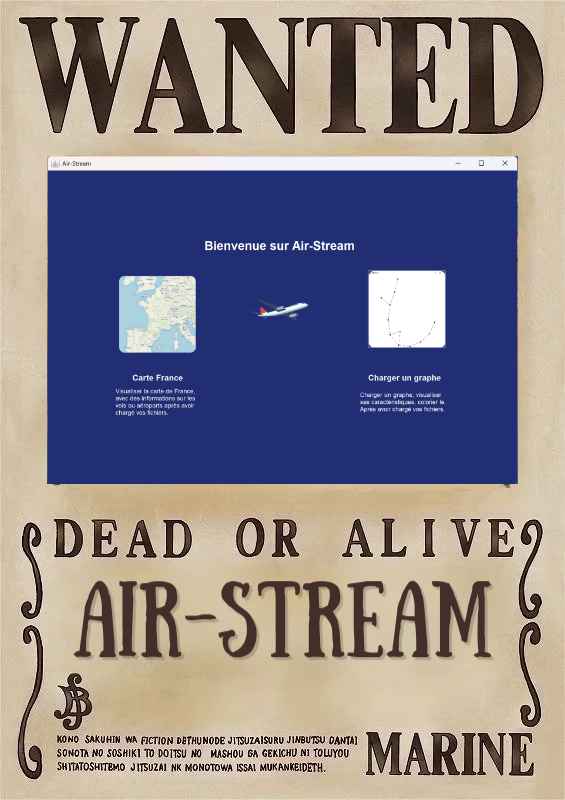 WANTED
Air-Stream
Bienvenue sur Air-Stream
Carte France
Visualiser la carte de France,
avec des informations sur les
vols ou aéroports après avoir
chargé vos fichiers.
Charger un graphe
Charger un graphe, visualiser
ses caractéristiques, colorier le.
Après avoir chargé vos fichiers.
DEAD OR ALIVE
AIR-STREAM
KONO SAKUHIN WA FICTION DETHUNODE JITSUZAISURU JINBUTSU DANTAI
SONOTA NO SOSHIKI TO DOITSU NO MASHOU GA GEKICHU NI TOUJYOU
SHITATOSHITEMO JITSUZAI NK MONOTOWA ISSAI MUKANKEIDETH.
MARINE